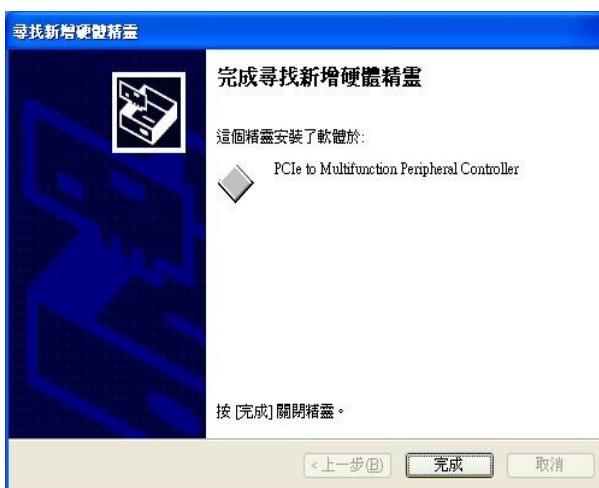 尋找新增硬體精靈
完成尋找新增硬體精靈
這個精靈安裝了軟體於:
PCIe to Multifunction Peripheral Controller
按 [完成] 關閉精靈。
<上一步(B)
完成
取消